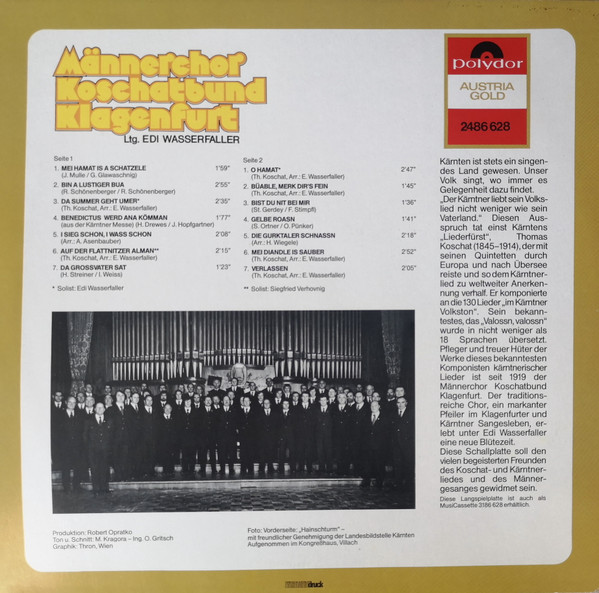 Männerchor
Koschatbund
Klagenfurt
Ltg. EDI WASSERFALLER
polydor
AUSTRIA
GOLD
2486 628
Seite 1
1. MEI HAMAT IS A SCHATZELE 1'59"
(J. Mulle / G. Glawaschnig)
2. BIN A LUSTIGER BUA 2'55"
(R. Schönenberger / R. Schönenberger)
3. DA SUMMER GEHT UMER* 2'35"
(Th. Koschat, Arr.: E. Wasserfaller)
4. BENEDICTUS WERD ANA KÖMMAN 1'77"
(aus der Kärntner Messe) (H. Drewes / J. Hopfgartner)
5. I SIEG SCHON, I WASS SCHON 2'08"
(Arr.: A. Asenbauer)
6. AUF DER FLATTNITZER ALMAN** 2'15"
(Th. Koschat, Arr.: E. Wasserfaller)
7. DA GROSSVATER SAT 1'23"
(H. Streiner / I. Weiss)
* Solist: Edi Wasserfaller
Seite 2
1. O HAMAT* 2'47"
(Th. Koschat, Arr.: E. Wasserfaller)
2. BÜABLE, MERK DIR'S FEIN 1'45"
(Th. Koschat, Arr.: E. Wasserfaller)
3. BIST DU NIT BEI MIR 1'36"
(St. Gerdey / F. Stimpfl)
4. GELBE ROASN 1'41"
(S. Ortner / O. Pünker)
5. DIE GURKTALER SCHNASSN 2'18"
(Arr.: H. Wiegele)
6. MEI DIANDLE IS SAUBER 2'52"
(Th. Koschat, Arr.: E. Wasserfaller)
7. VERLASSEN 2'05"
(Th. Koschat, Arr.: E. Wasserfaller)
** Solist: Siegfried Verhovnig
Kärnten ist stets ein singen-
des Land gewesen. Unser
Volk singt, wo immer es
Gelegenheit dazu findet.
"Der Kärntner liebt sein Volks-
lied nicht weniger wie sein
Vaterland." Diesen Aus-
spruch tat einst Kärntens
„Liederfürst", Thomas
Koschat (1845–1914), der mit
seinen Quintetten durch
Europa und nach Übersee
reiste und so dem Kärntner-
lied zu weltweiter Anerken-
nung verhalf. Er komponierte
an die 130 Lieder „im Kärntner
Volkston". Sein bekann-
testes, das „Valossn, valossn"
wurde in nicht weniger als
18 Sprachen übersetzt.
Pfleger und treuer Hüter der
Werke dieses bekanntesten
Komponisten kärntnerischer
Lieder ist seit 1919 der
Männerchor Koschatbund
Klagenfurt. Der traditions-
reiche Chor, ein markanter
Pfeiler im Klagenfurter und
Kärntner Sangesleben, er-
lebt unter Edi Wasserfaller
eine neue Blütezeit.
Diese Schallplatte soll den
vielen begeisterten Freunden
des Koschat- und Kärntner-
liedes und des Männer-
gesanges gewidmet sein.
Diese Langspielplatte ist auch als
MusiCassette 3186 628 erhältlich.
Produktion: Robert Opratko
Ton u. Schnitt: M. Kragora – Ing. O. Gritsch
Graphik: Thron, Wien
Foto: Vorderseite: „Hainschturm" –
mit freundlicher Genehmigung der Landesbildstelle Kärnten
Aufgenommen im Kongreßhaus, Villach
druck